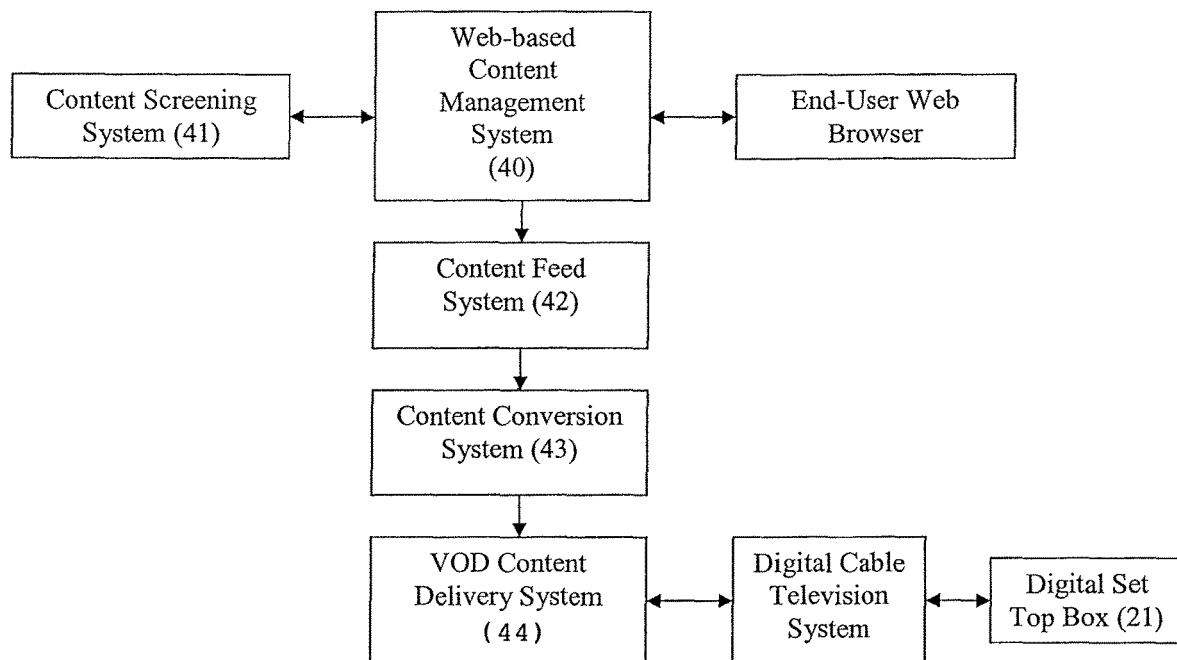 Web-based
Content
Management
System
(40)
Content Screening
System (41)
End-User Web
Browser
Content Feed
System (42)
Content Conversion
System (43)
VOD Content
Delivery System
(44)
Digital Cable
Television
System
Digital Set
Top Box (21)